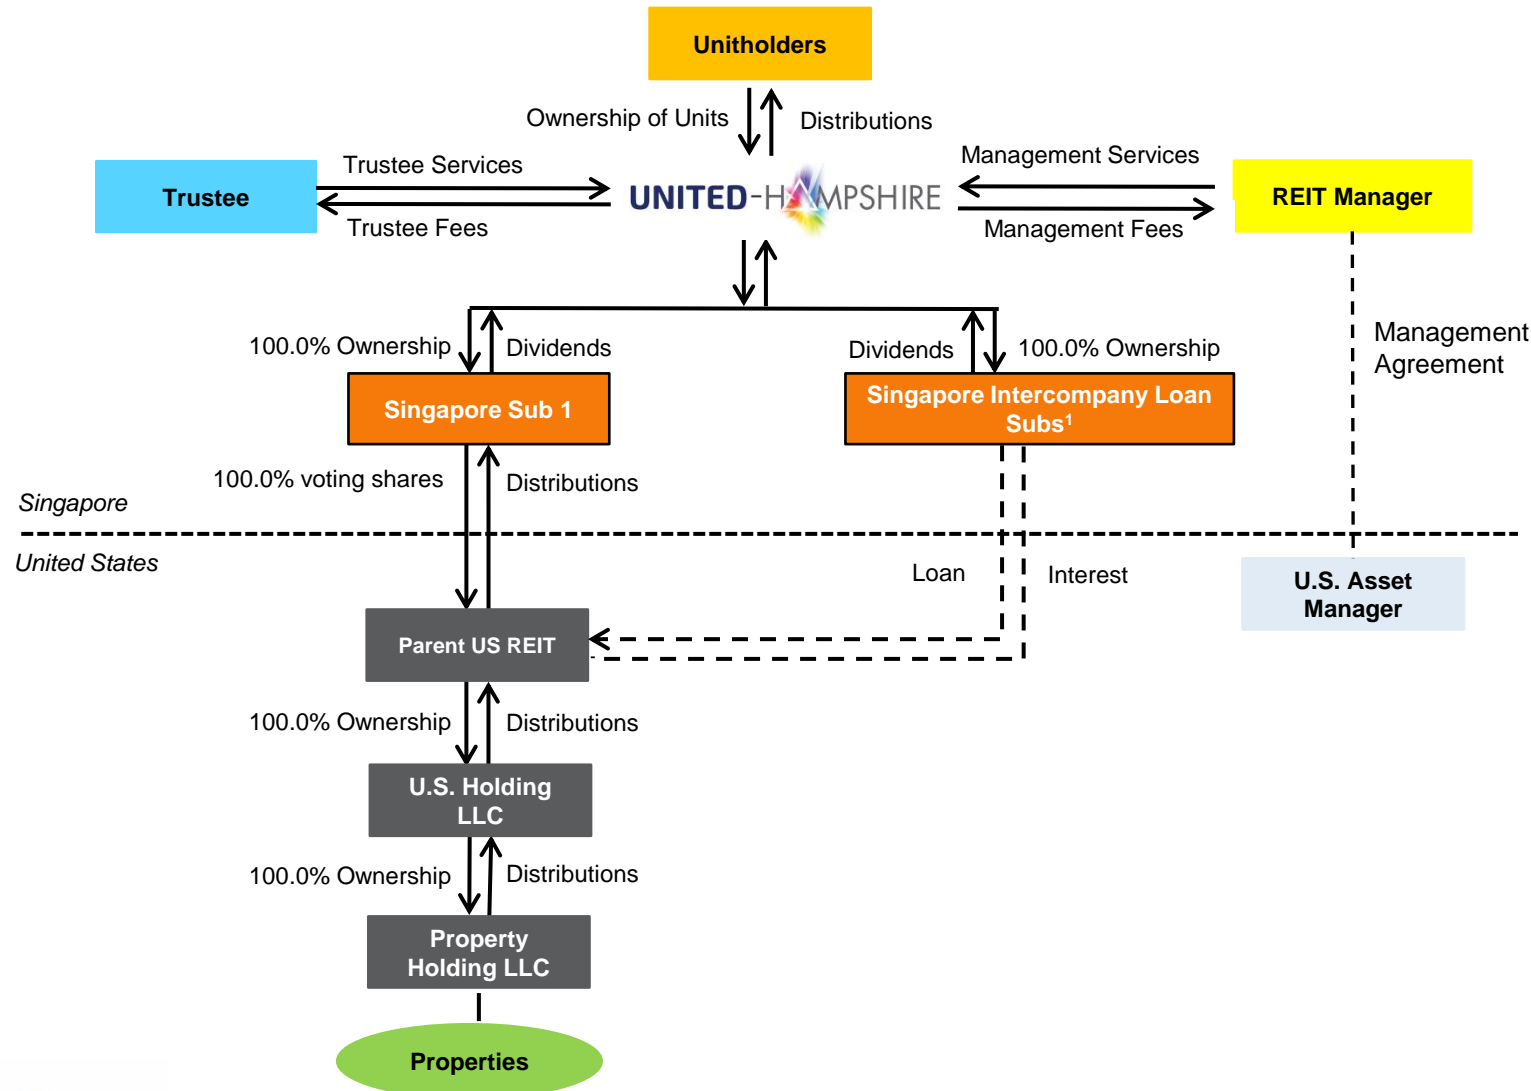 Unitholders
Ownership of Units
Distributions
Trustee
Trustee Services
Trustee Fees
UNITED-HAMPSHIRE
Management Services
Management Fees
REIT Manager
100.0% Ownership
Dividends
Dividends
100.0% Ownership
Management
Agreement
Singapore Sub 1
Singapore Intercompany Loan
Subs¹
100.0% voting shares
Distributions
Singapore
United States
Loan
Interest
U.S. Asset
Manager
Parent US REIT
100.0% Ownership
Distributions
U.S. Holding
LLC
100.0% Ownership
Distributions
Property
Holding LLC
Properties